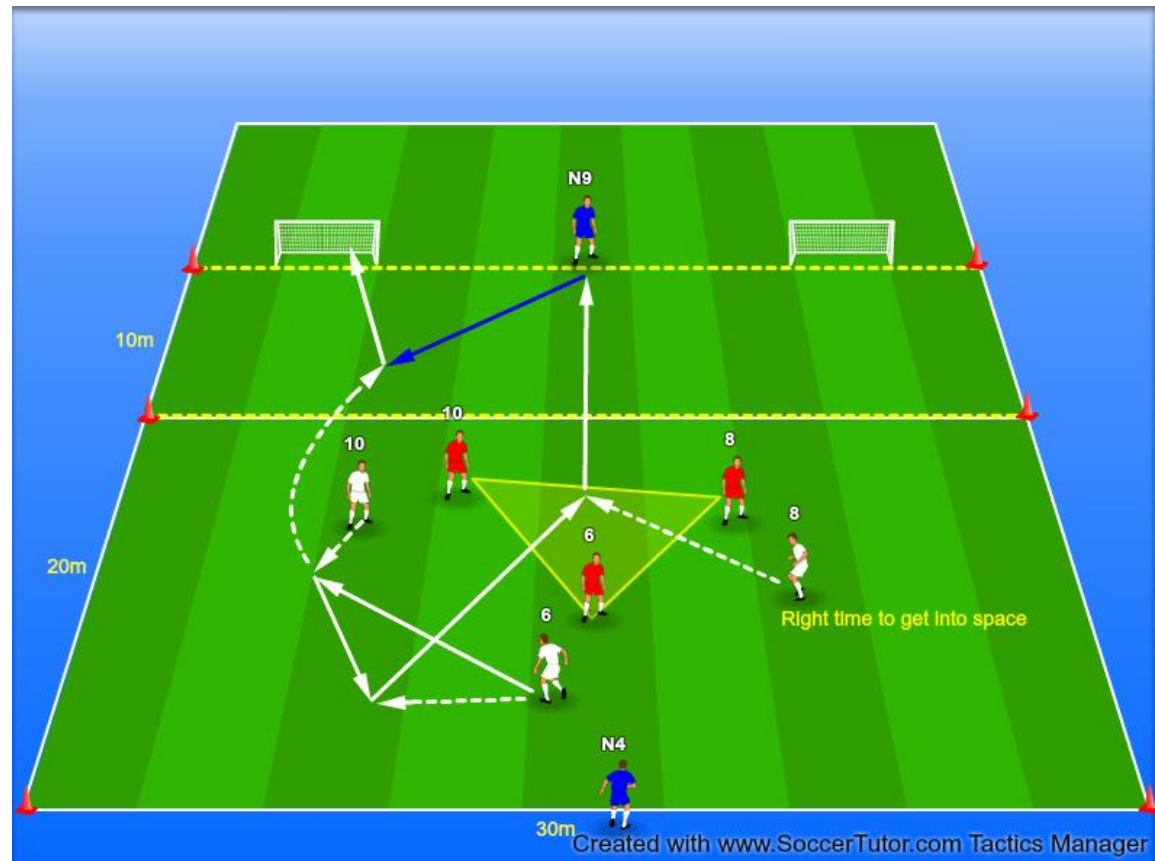 N9
10m
10
10
8
8
20m
6
Right time to get into space
6
N4
30m
Created with www.SoccerTutor.com Tactics Manager